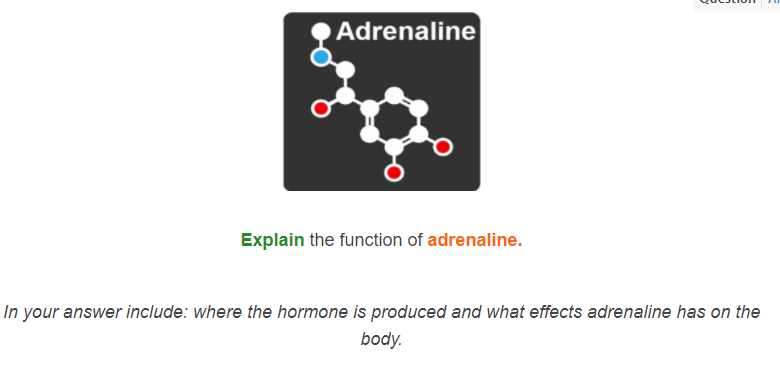 Question
Adrenaline
Explain the function of adrenaline.
In your answer include: where the hormone is produced and what effects adrenaline has on the
body.